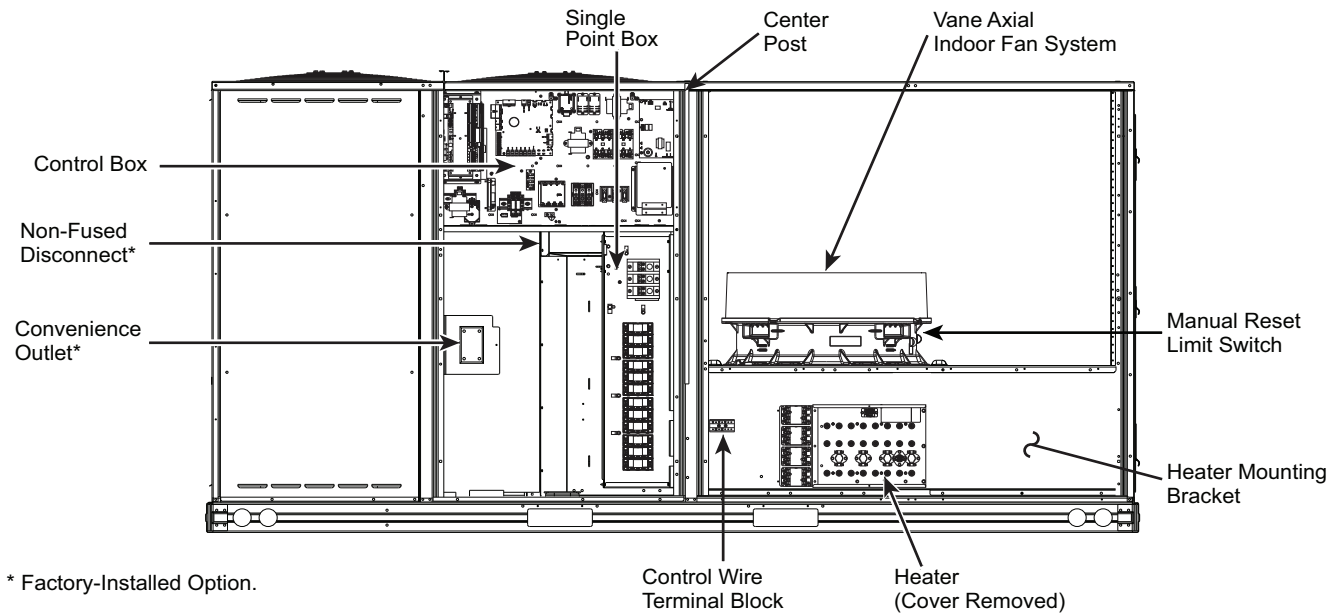 Single
Point Box
Center
Post
Vane Axial
Indoor Fan System
Control Box
Non-Fused
Disconnect*
Convenience
Outlet*
Manual Reset
Limit Switch
Heater Mounting
Bracket
* Factory-Installed Option.
Control Wire
Terminal Block
Heater
(Cover Removed)